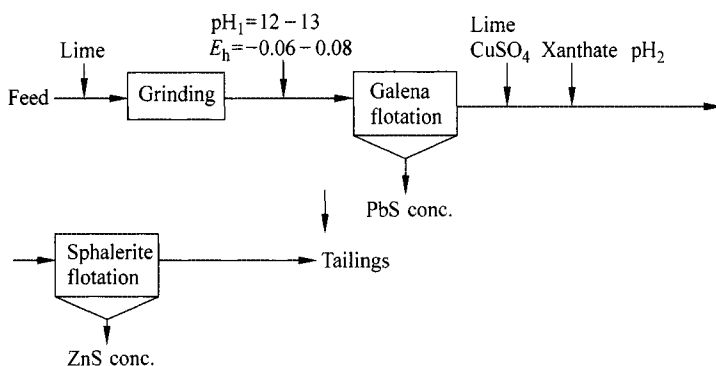 Lime
Feed
Grinding
pH₁=12－13
Eₕ=－0.06－0.08
Galena
flotation
PbS conc.
Lime
CuSO₄ Xanthate pH₂
Sphalerite
flotation
ZnS conc.
Tailings